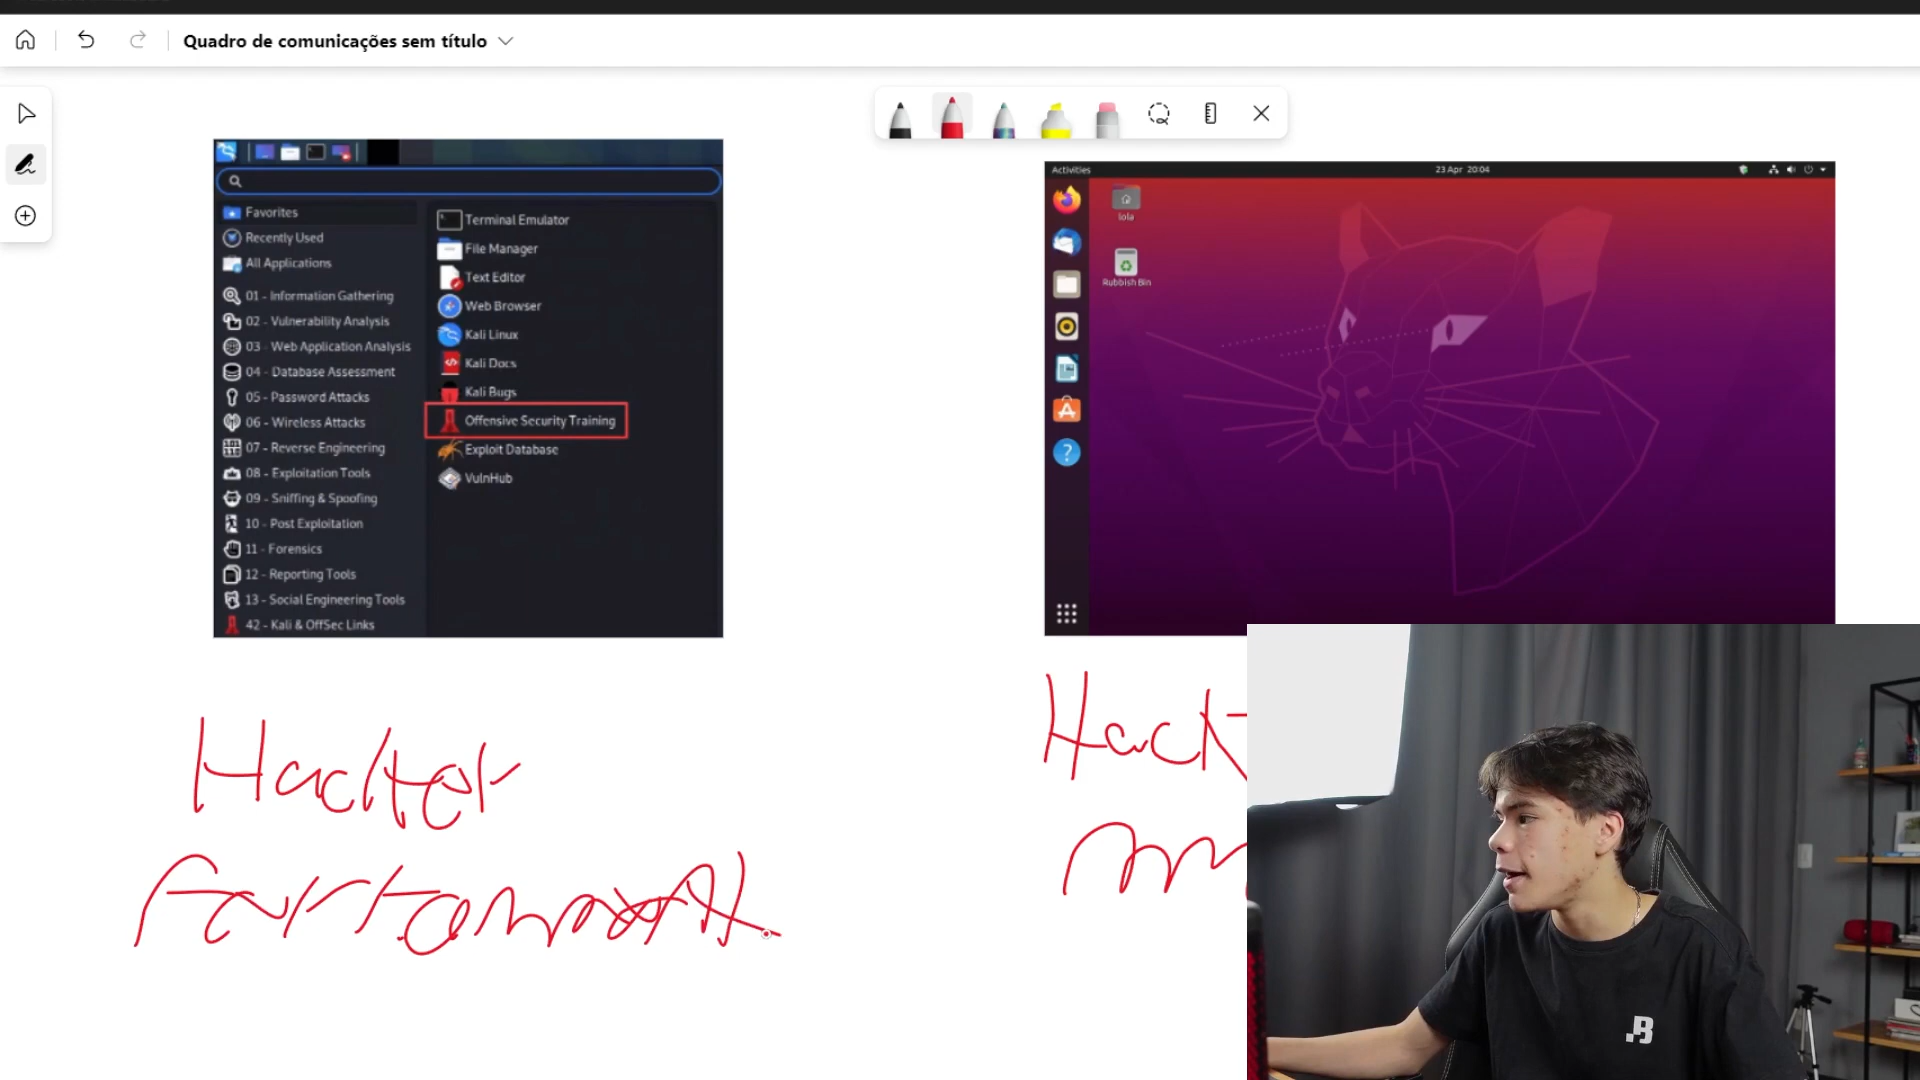 Quadro de comunicações sem título
Favorites
Recently Used
All Applications
01 - Information Gathering
02 - Vulnerability Analysis
03 - Web Application Analysis
04 - Database Assessment
05 - Password Attacks
06 - Wireless Attacks
07 - Reverse Engineering
08 - Exploitation Tools
09 - Sniffing & Spoofing
10 - Post Exploitation
11 - Forensics
12 - Reporting Tools
13 - Social Engineering Tools
42 - Kali & OffSec Links
Terminal Emulator
File Manager
Text Editor
Web Browser
Kali Linux
Kali Docs
Kali Bugs
Offensive Security Training
Exploit Database
VulnHub
Activities
23 Apr 20:04
lola
Rubbish Bin
Hacker
Hack
B